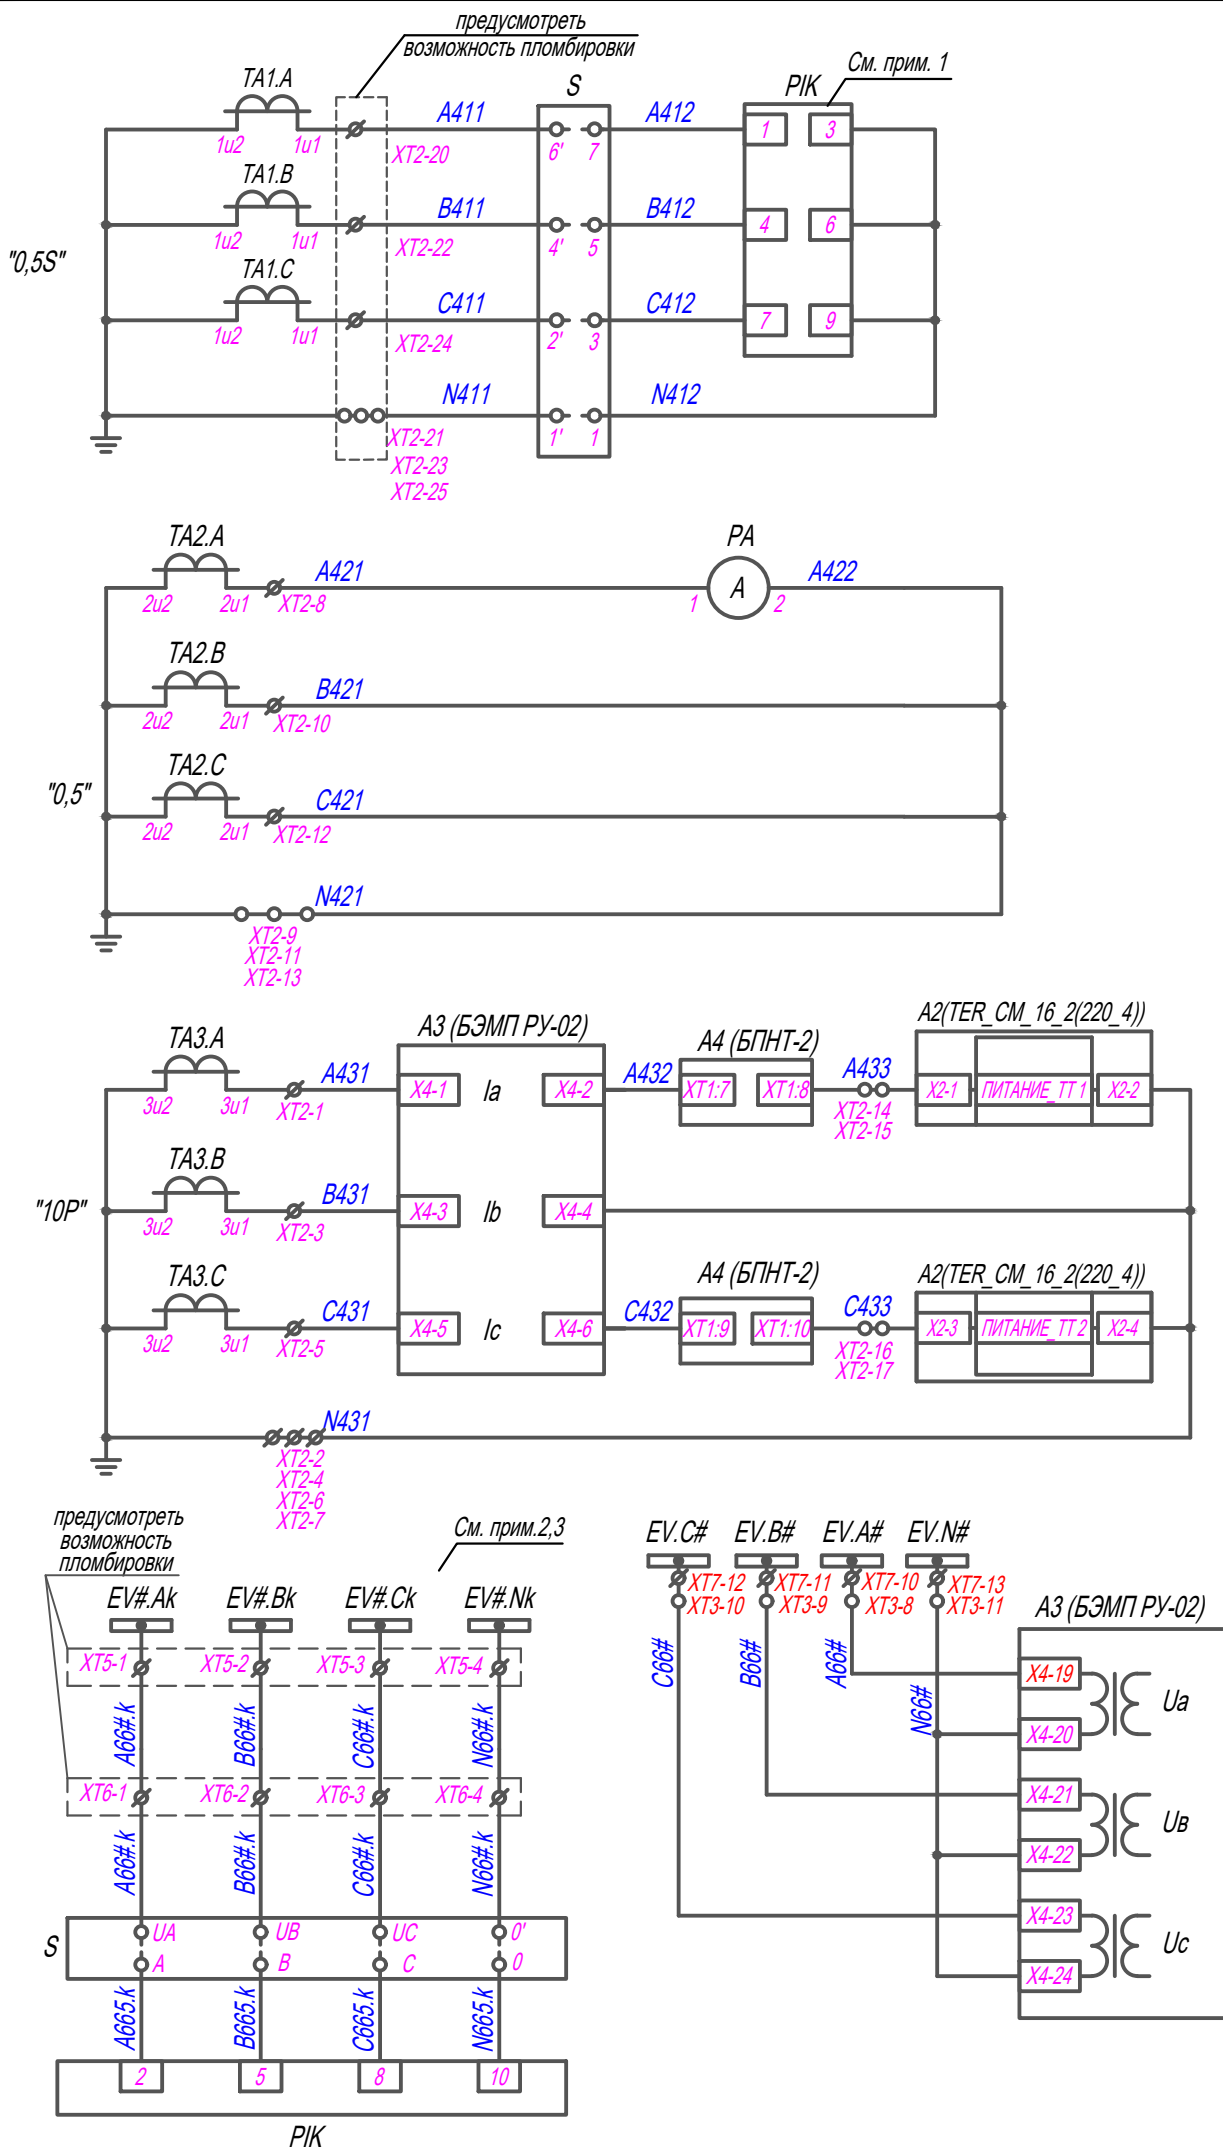 предусмотреть
возможность пломбировки
См. прим. 1
TA1.A
S
PIK
A411
A412
1
3
1u2
1u1
XT2-20
6'
7
TA1.B
B411
B412
4
6
1u2
1u1
XT2-22
4'
5
"0,5S"
TA1.C
C411
C412
7
9
1u2
1u1
XT2-24
2'
3
N411
N412
XT2-21
1'
1
XT2-23
XT2-25
TA2.A
PA
A421
A
A422
2u2
2u1
XT2-8
1
2
TA2.B
B421
2u2
2u1
XT2-10
TA2.C
"0,5"
C421
2u2
2u1
XT2-12
N421
XT2-9
XT2-11
XT2-13
A3 (БЭМП РУ-02)
A4 (БПНТ-2)
A2(TER_CM_16_2(220_4))
TA3.A
A431
X4-1
Ia
X4-2
A432
XT1:7
XT1:8
A433
X2-1
ПИТАНИЕ_ТТ 1
X2-2
3u2
3u1
XT2-1
XT2-14
XT2-15
TA3.B
"10P"
B431
X4-3
Ib
X4-4
3u2
3u1
XT2-3
TA3.C
A4 (БПНТ-2)
A2(TER_CM_16_2(220_4))
C431
X4-5
Ic
X4-6
C432
XT1:9
XT1:10
C433
X2-3
ПИТАНИЕ_ТТ 2
X2-4
3u2
3u1
XT2-5
XT2-16
XT2-17
N431
XT2-2
XT2-4
XT2-6
XT2-7
предусмотреть
возможность
пломбировки
См. прим.2,3
EV#.Ak
EV#.Bk
EV#.Ck
EV#.Nk
XT5-1
XT5-2
XT5-3
XT5-4
A66#.k
B66#.k
C66#.k
N66#.k
XT6-1
XT6-2
XT6-3
XT6-4
A66#.k
B66#.k
C66#.k
N66#.k
S
UA
UB
UC
0'
A
B
C
0
A665.k
B665.k
C665.k
N665.k
2
5
8
10
PIK
EV.C#
EV.B#
EV.A#
EV.N#
XT7-12
XT7-11
XT7-10
XT7-13
XT3-10
XT3-9
XT3-8
XT3-11
A3 (БЭМП РУ-02)
C66#
B66#
A66#
N66#
X4-19
Ua
X4-20
X4-21
Uв
X4-22
X4-23
Uc
X4-24